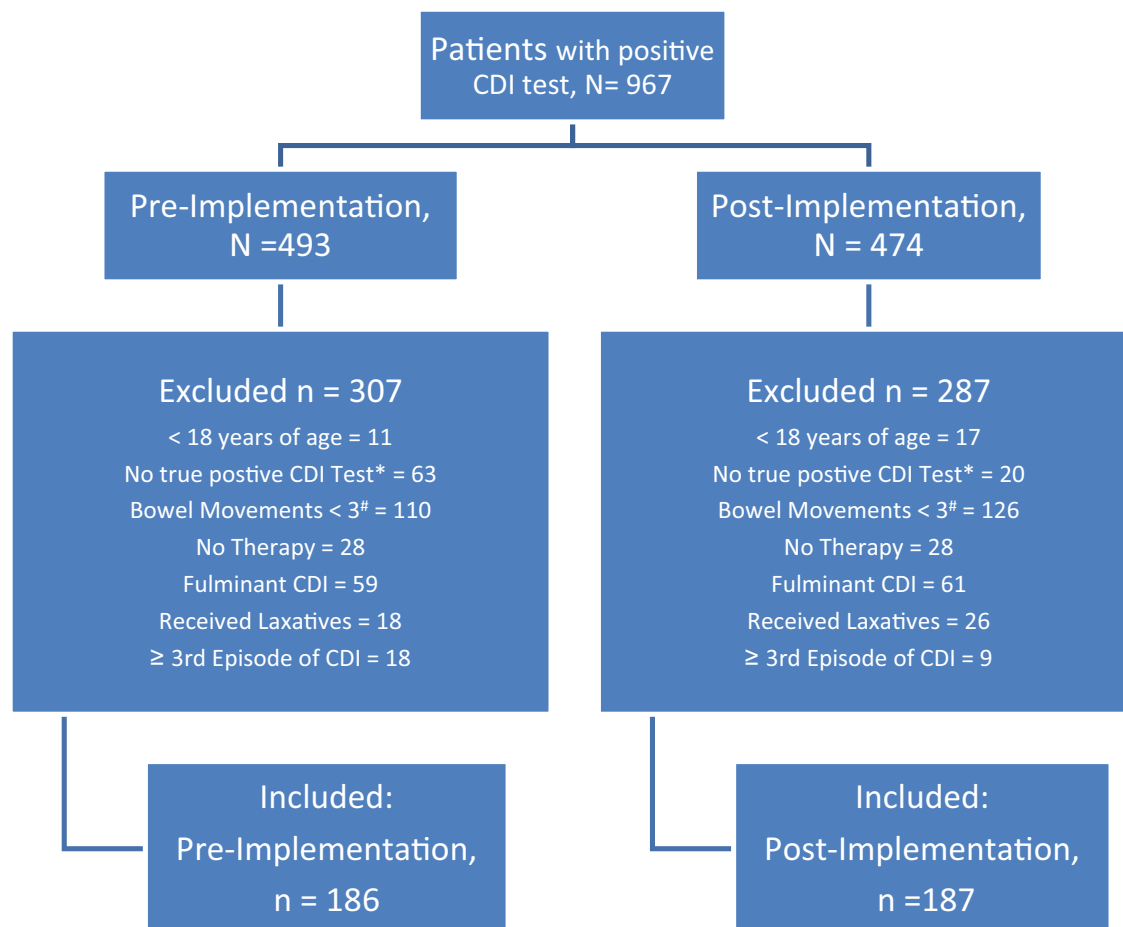 Patients with positive
CDI test, N= 967
Pre-Implementation,
N =493
Post-Implementation,
N = 474
Excluded n = 307
< 18 years of age = 11
No true postive CDI Test* = 63
Bowel Movements < 3# = 110
No Therapy = 28
Fulminant CDI = 59
Received Laxatives = 18
≥ 3rd Episode of CDI = 18
Excluded n = 287
< 18 years of age = 17
No true postive CDI Test* = 20
Bowel Movements < 3# = 126
No Therapy = 28
Fulminant CDI = 61
Received Laxatives = 26
≥ 3rd Episode of CDI = 9
Included:
Pre-Implementation,
n = 186
Included:
Post-Implementation,
n =187